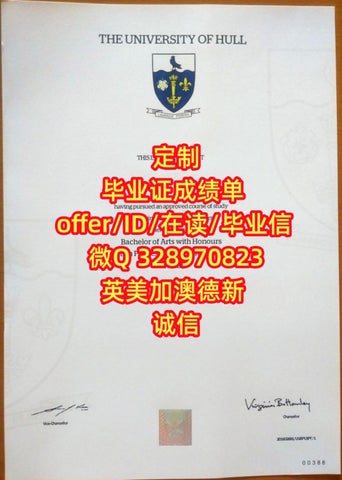 THE UNIVERSITY OF HULL
定制
毕业证成绩单
having pursued an approved course of study
offer/ID/在读/毕业信
Bachelor of Arts with Honours
微Q 328970823
英美加澳德新
诚信
Vice-Chancellor
Chancellor
00386